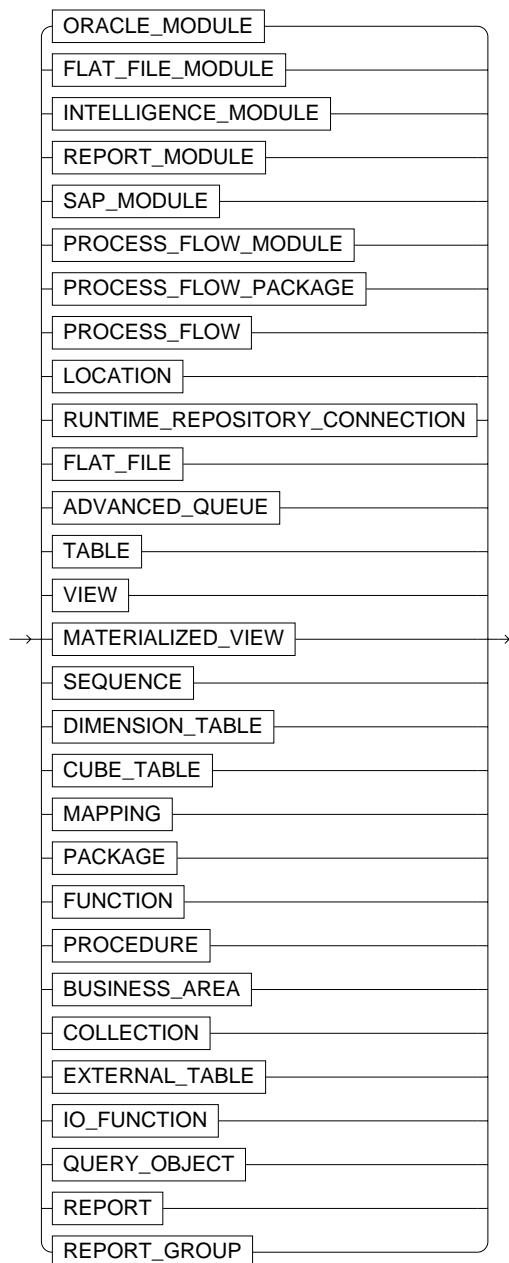 ORACLE_MODULE
FLAT_FILE_MODULE
INTELLIGENCE_MODULE
REPORT_MODULE
SAP_MODULE
PROCESS_FLOW_MODULE
PROCESS_FLOW_PACKAGE
PROCESS_FLOW
LOCATION
RUNTIME_REPOSITORY_CONNECTION
FLAT_FILE
ADVANCED_QUEUE
TABLE
VIEW
MATERIALIZED_VIEW
SEQUENCE
DIMENSION_TABLE
CUBE_TABLE
MAPPING
PACKAGE
FUNCTION
PROCEDURE
BUSINESS_AREA
COLLECTION
EXTERNAL_TABLE
IO_FUNCTION
QUERY_OBJECT
REPORT
REPORT_GROUP